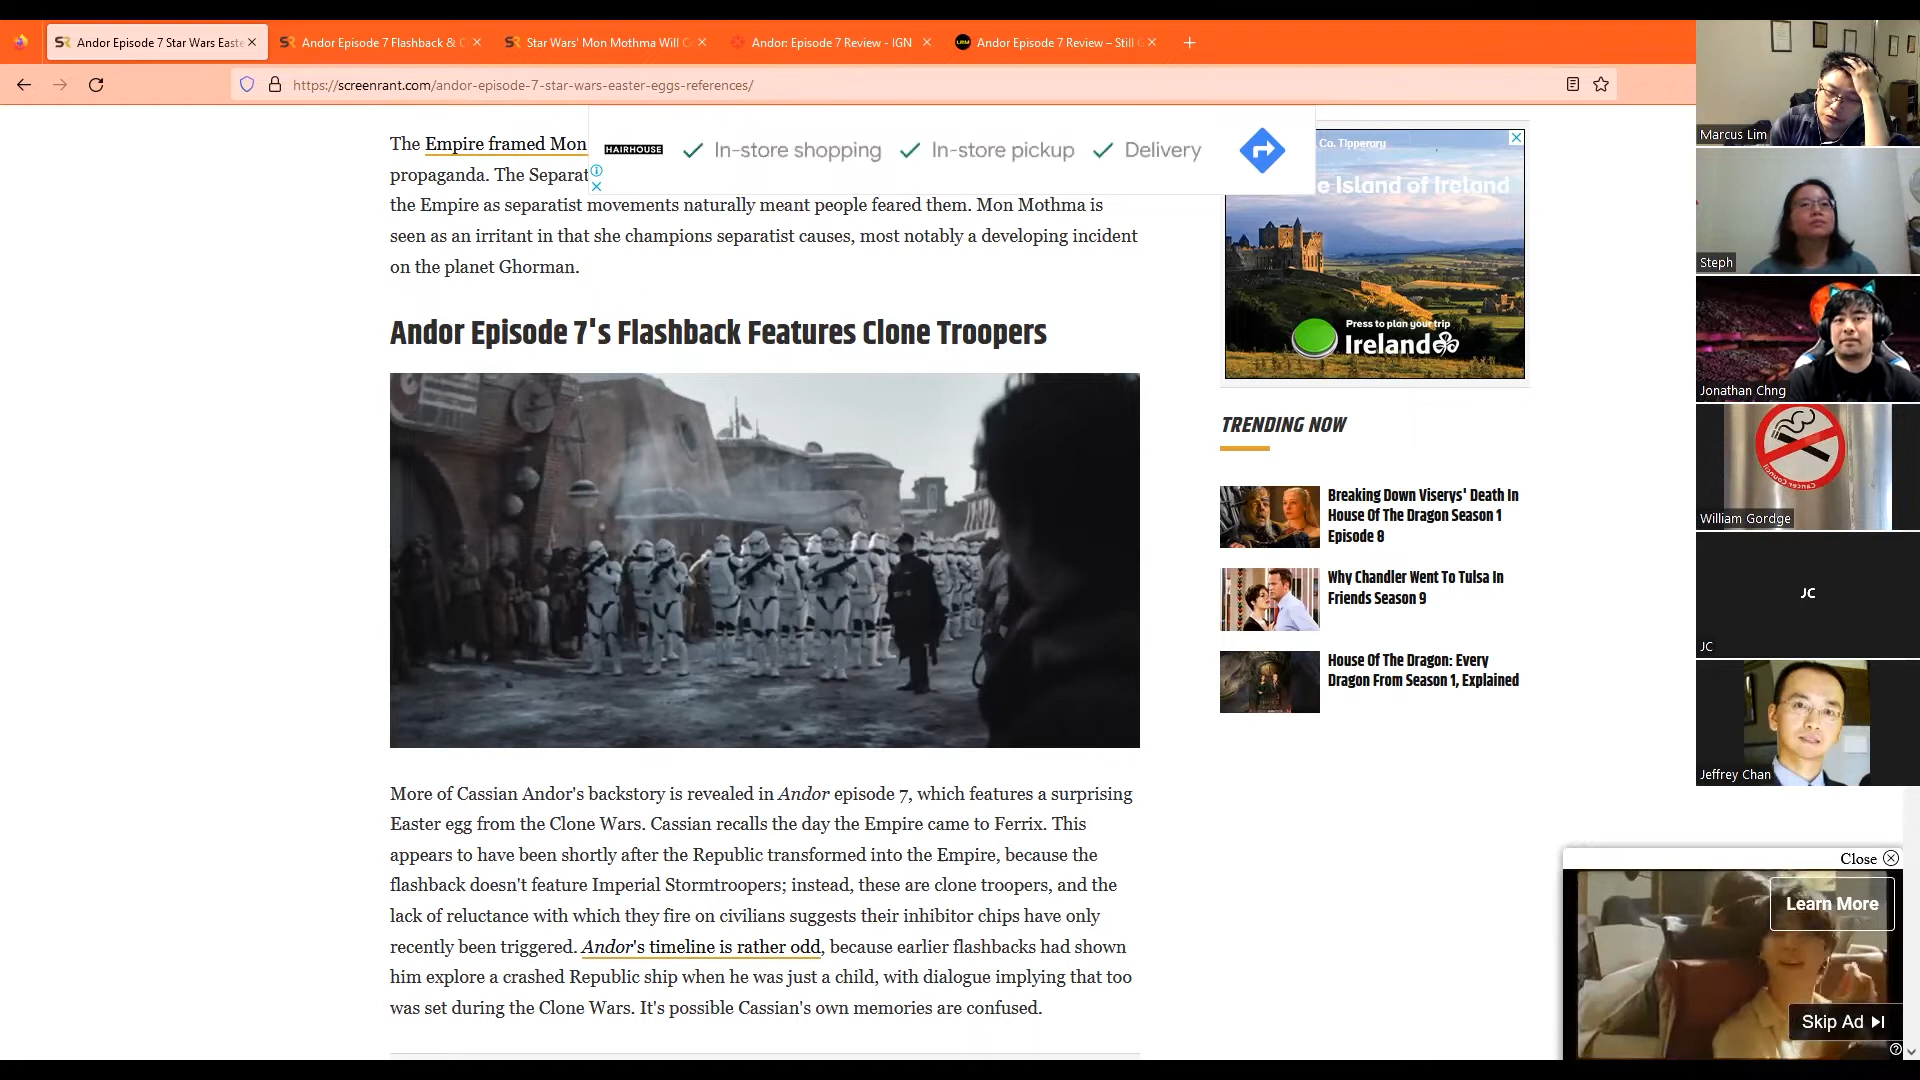 Andor Episode 7 Star Wars Easte
Andor Episode 7 Flashback & C
Star Wars' Mon Mothma Will C
Andor: Episode 7 Review - IGN
Andor Episode 7 Review – Still G
https://screenrant.com/andor-episode-7-star-wars-easter-eggs-references/
The Empire framed Mon
propaganda. The Separat
the Empire as separatist movements naturally meant people feared them. Mon Mothma is
seen as an irritant in that she champions separatist causes, most notably a developing incident
on the planet Ghorman.
HAIRHOUSE
In-store shopping
In-store pickup
Delivery
Andor Episode 7's Flashback Features Clone Troopers
More of Cassian Andor's backstory is revealed in Andor episode 7, which features a surprising
Easter egg from the Clone Wars. Cassian recalls the day the Empire came to Ferrix. This
appears to have been shortly after the Republic transformed into the Empire, because the
flashback doesn't feature Imperial Stormtroopers; instead, these are clone troopers, and the
lack of reluctance with which they fire on civilians suggests their inhibitor chips have only
recently been triggered. Andor's timeline is rather odd, because earlier flashbacks had shown
him explore a crashed Republic ship when he was just a child, with dialogue implying that too
was set during the Clone Wars. It's possible Cassian's own memories are confused.
Co. Tipperary
e Island of Ireland
Press to plan your trip
Ireland
TRENDING NOW
Breaking Down Viserys' Death In
House Of The Dragon Season 1
Episode 8
Why Chandler Went To Tulsa In
Friends Season 9
House Of The Dragon: Every
Dragon From Season 1, Explained
Marcus Lim
Steph
Jonathan Chng
Cancer Council
William Gordge
JC
JC
Jeffrey Chan
Close
Learn More
Skip Ad